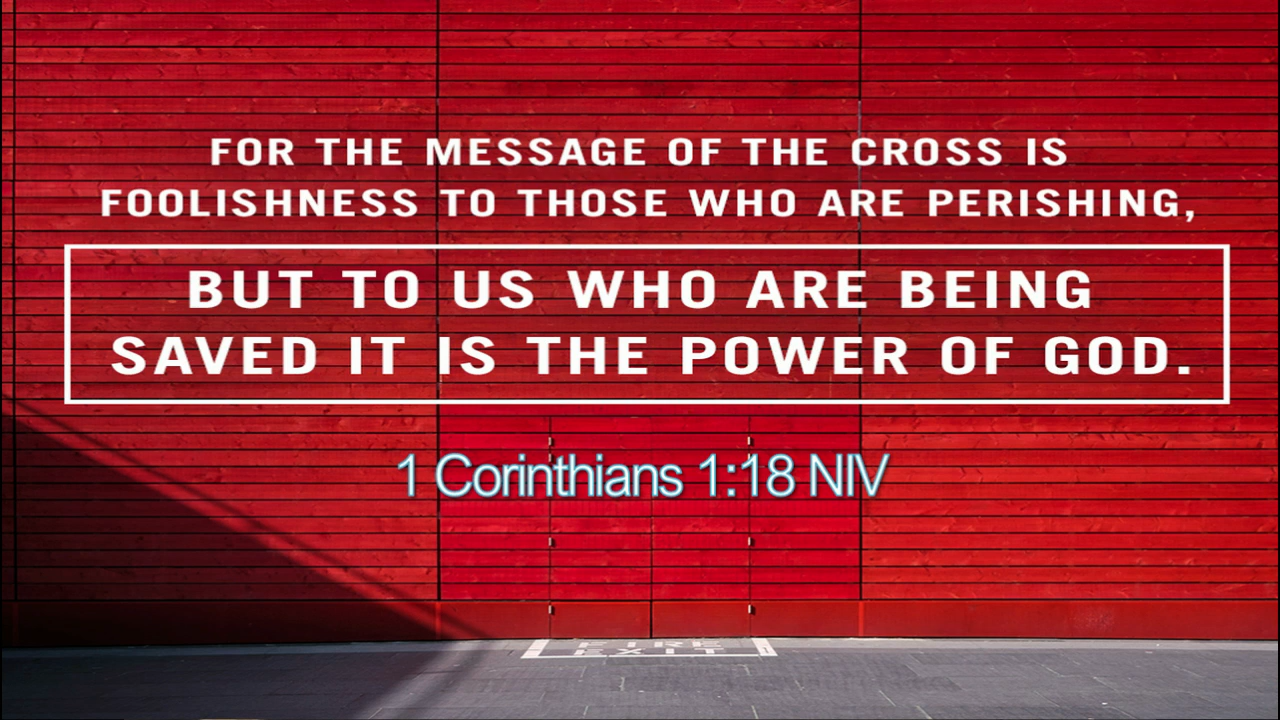 FOR THE MESSAGE OF THE CROSS IS
FOOLISHNESS TO THOSE WHO ARE PERISHING,
BUT TO US WHO ARE BEING
SAVED IT IS THE POWER OF GOD.
1 Corinthians 1:18 NIV
FIRE
EXIT